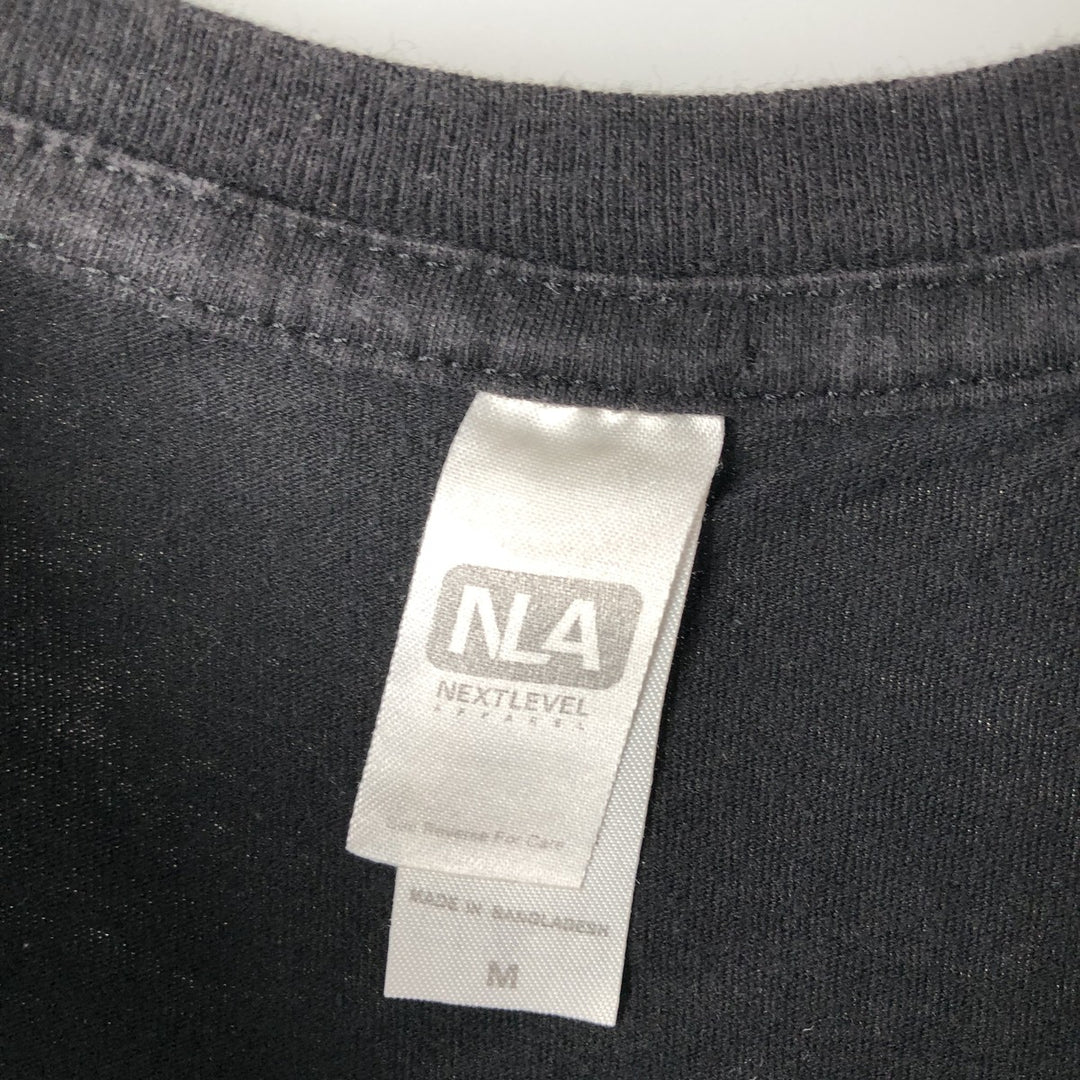 NLA
NEXTLEVEL
APPAREL
See Reverse For Care
MADE IN BANGLADESH
M